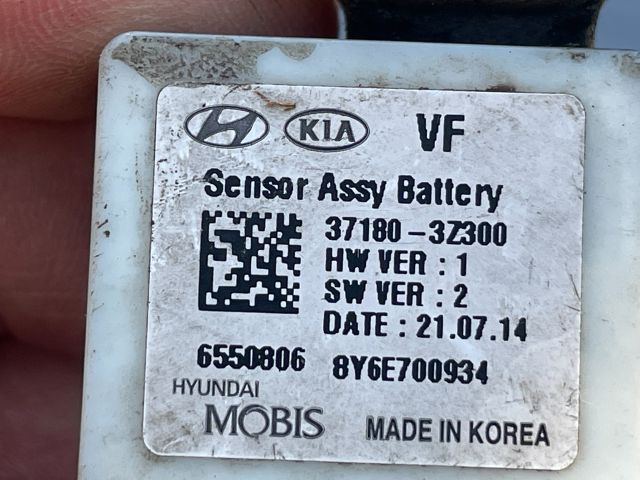 KIA VF
Sensor Assy Battery
37180-3Z300
HW VER : 1
SW VER : 2
DATE : 21.07.14
6550806 8Y6E700934
HYUNDAI
MOBIS MADE IN KOREA